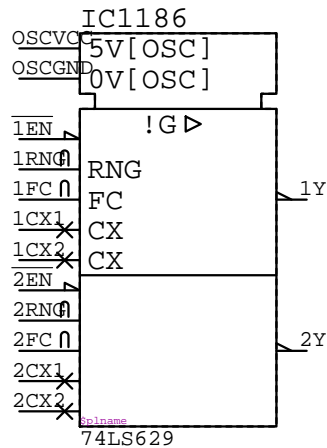 IC1186
OSCVCC 5V[OSC]
OSCGND 0V[OSC]
1EN !G
1RNG RNG
1FC FC 1Y
1CX1 CX
1CX2 CX
2EN
2RNG
2FC 2Y
2CX1
2CX2
$plname
74LS629